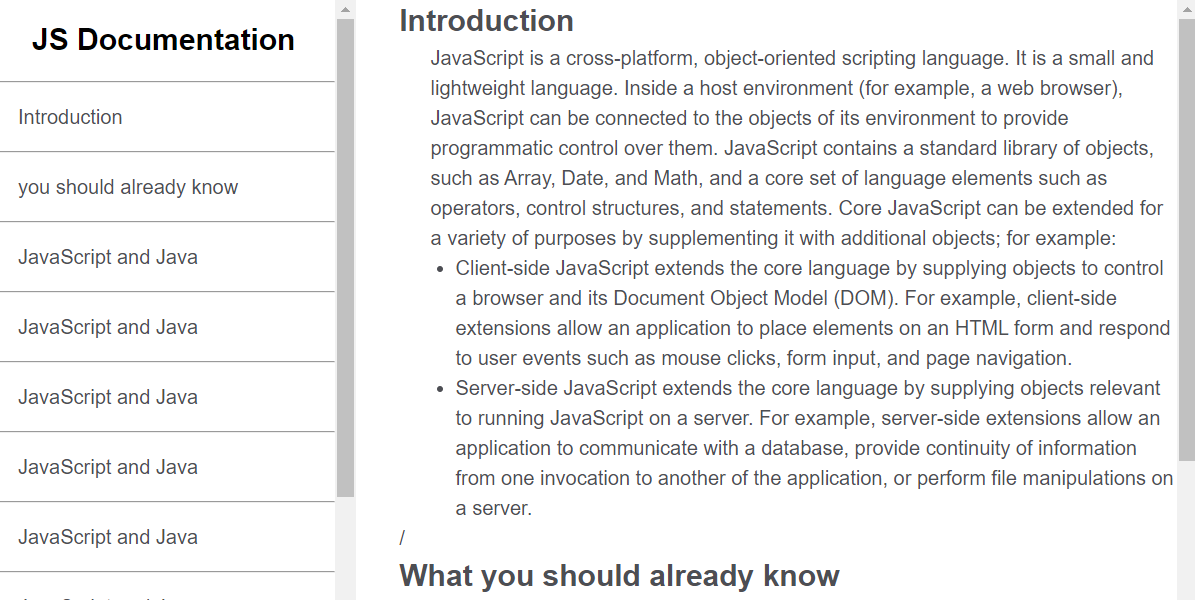 JS Documentation
Introduction
you should already know
JavaScript and Java
JavaScript and Java
JavaScript and Java
JavaScript and Java
JavaScript and Java
Introduction
JavaScript is a cross-platform, object-oriented scripting language. It is a small and
lightweight language. Inside a host environment (for example, a web browser),
JavaScript can be connected to the objects of its environment to provide
programmatic control over them. JavaScript contains a standard library of objects,
such as Array, Date, and Math, and a core set of language elements such as
operators, control structures, and statements. Core JavaScript can be extended for
a variety of purposes by supplementing it with additional objects; for example:
• Client-side JavaScript extends the core language by supplying objects to control
a browser and its Document Object Model (DOM). For example, client-side
extensions allow an application to place elements on an HTML form and respond
to user events such as mouse clicks, form input, and page navigation.
• Server-side JavaScript extends the core language by supplying objects relevant
to running JavaScript on a server. For example, server-side extensions allow an
application to communicate with a database, provide continuity of information
from one invocation to another of the application, or perform file manipulations on
a server.
/
What you should already know